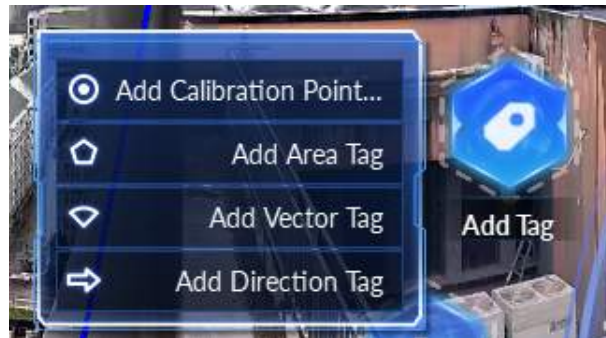 Add Calibration Point...
Add Area Tag
Add Vector Tag
Add Tag
Add Direction Tag